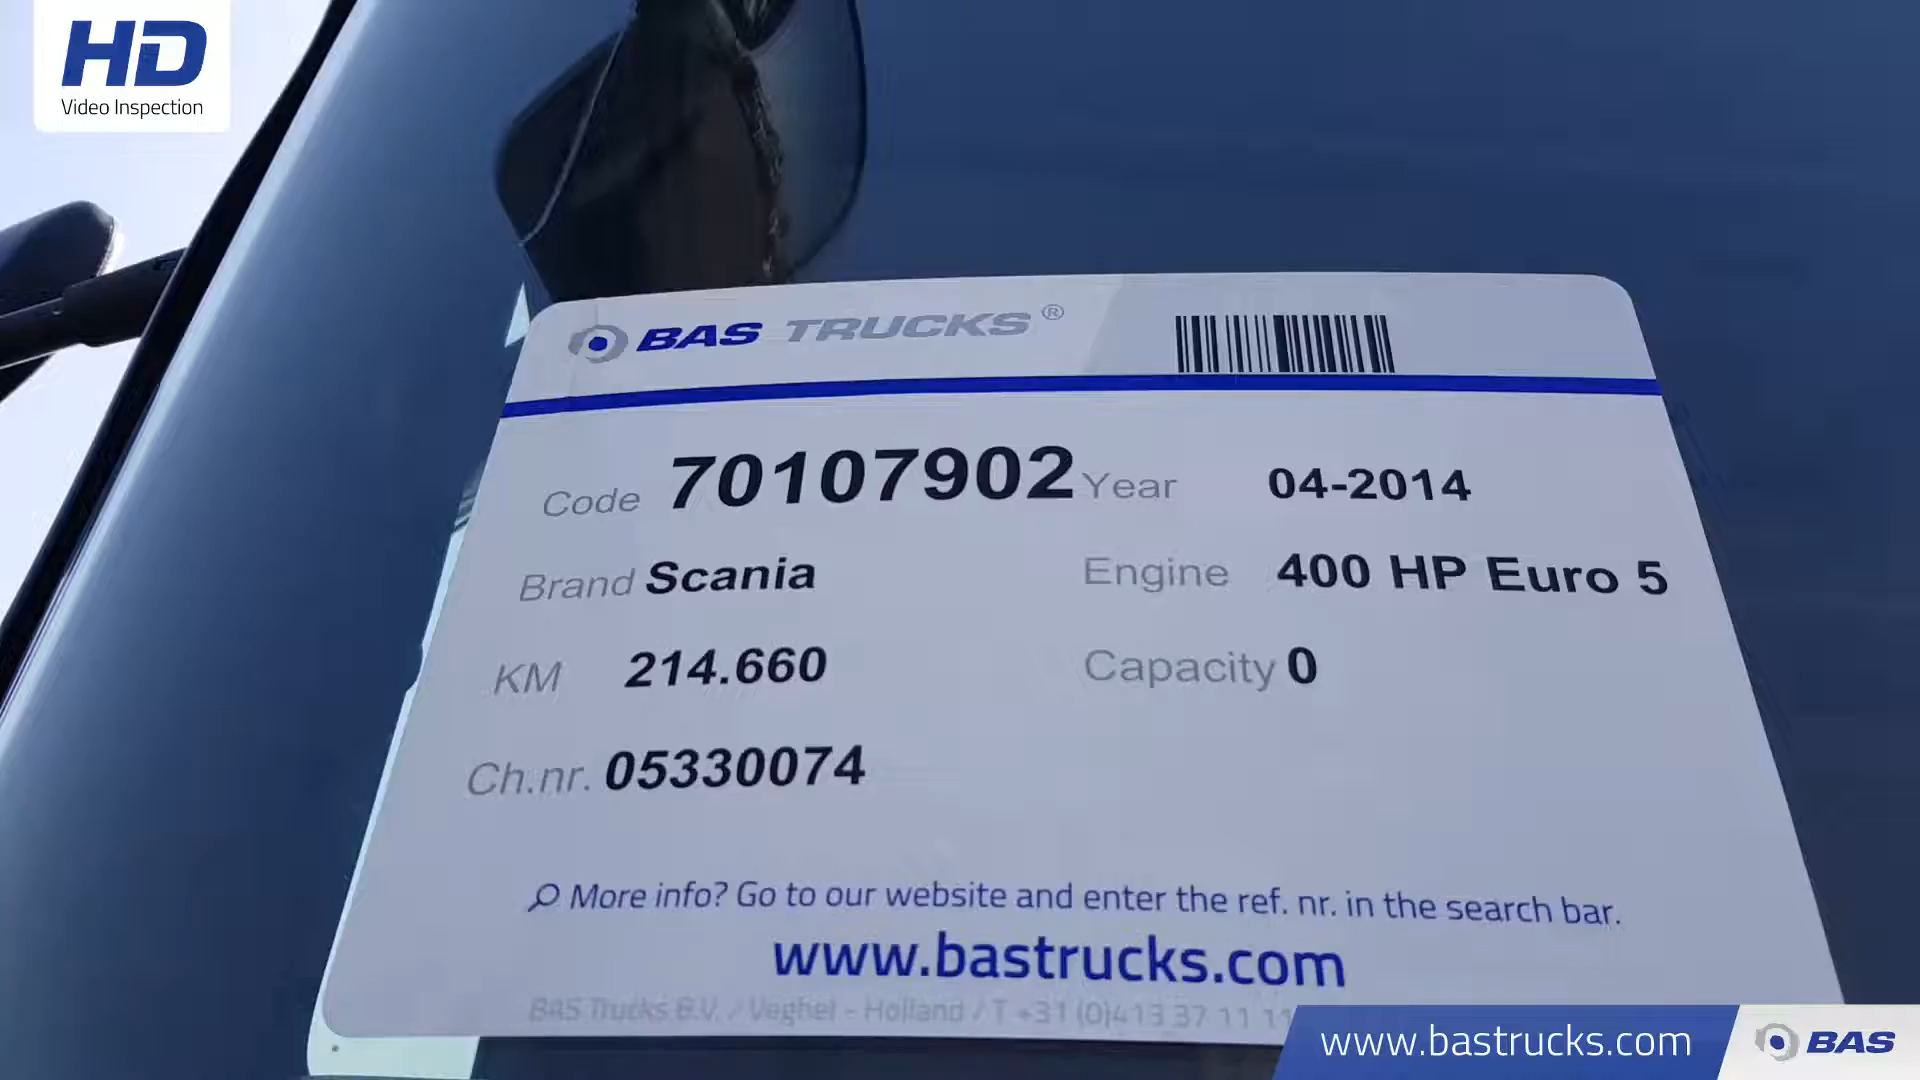 HD
Video Inspection
BAS TRUCKS®
Code 70107902 Year 04-2014
Brand Scania Engine 400 HP Euro 5
KM 214.660 Capacity 0
Ch.nr. 05330074
More info? Go to our website and enter the ref. nr. in the search bar.
www.bastrucks.com
BAS Trucks B.V. / Veghel - Holland / T +31 (0)413 37 11 11
www.bastrucks.com BAS